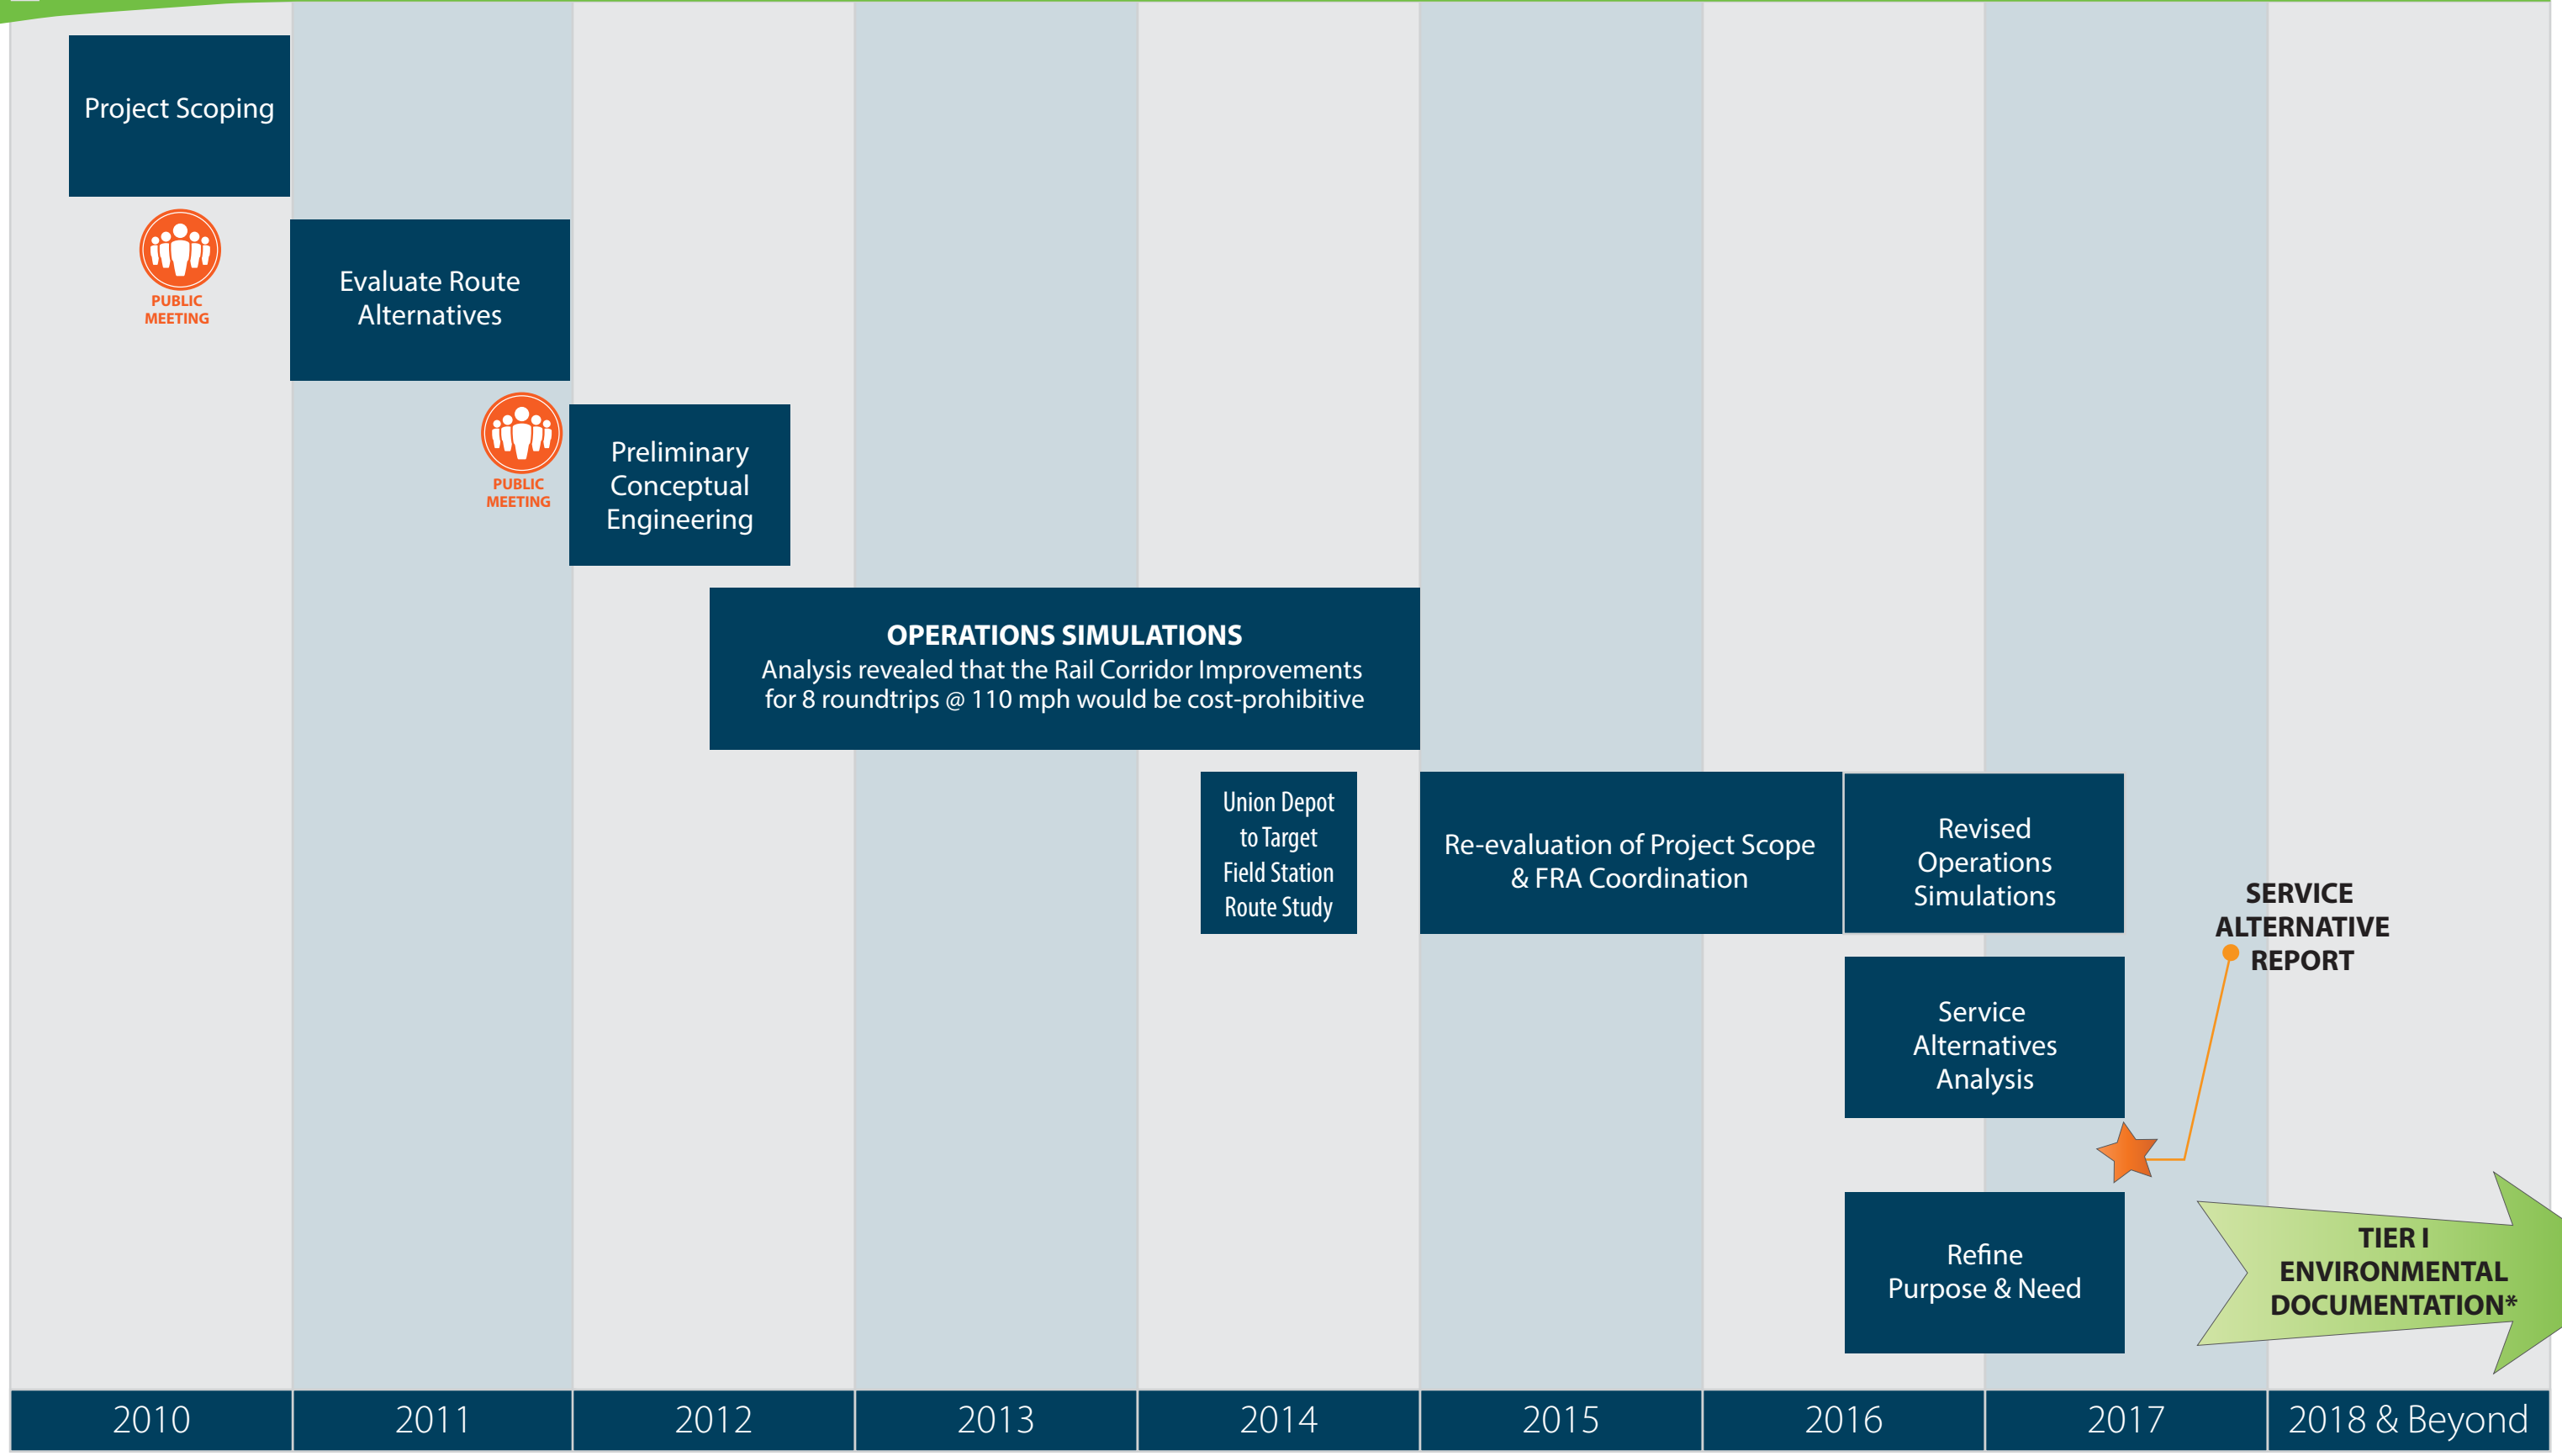 Project Scoping
PUBLIC
MEETING
Evaluate Route
Alternatives
PUBLIC
MEETING
Preliminary
Conceptual
Engineering
OPERATIONS SIMULATIONS
Analysis revealed that the Rail Corridor Improvements
for 8 roundtrips @ 110 mph would be cost-prohibitive
Union Depot
to Target
Field Station
Route Study
Re-evaluation of Project Scope
& FRA Coordination
Revised
Operations
Simulations
SERVICE
ALTERNATIVE
REPORT
Service
Alternatives
Analysis
Refine
Purpose & Need
TIER I
ENVIRONMENTAL
DOCUMENTATION*
2010
2011
2012
2013
2014
2015
2016
2017
2018 & Beyond